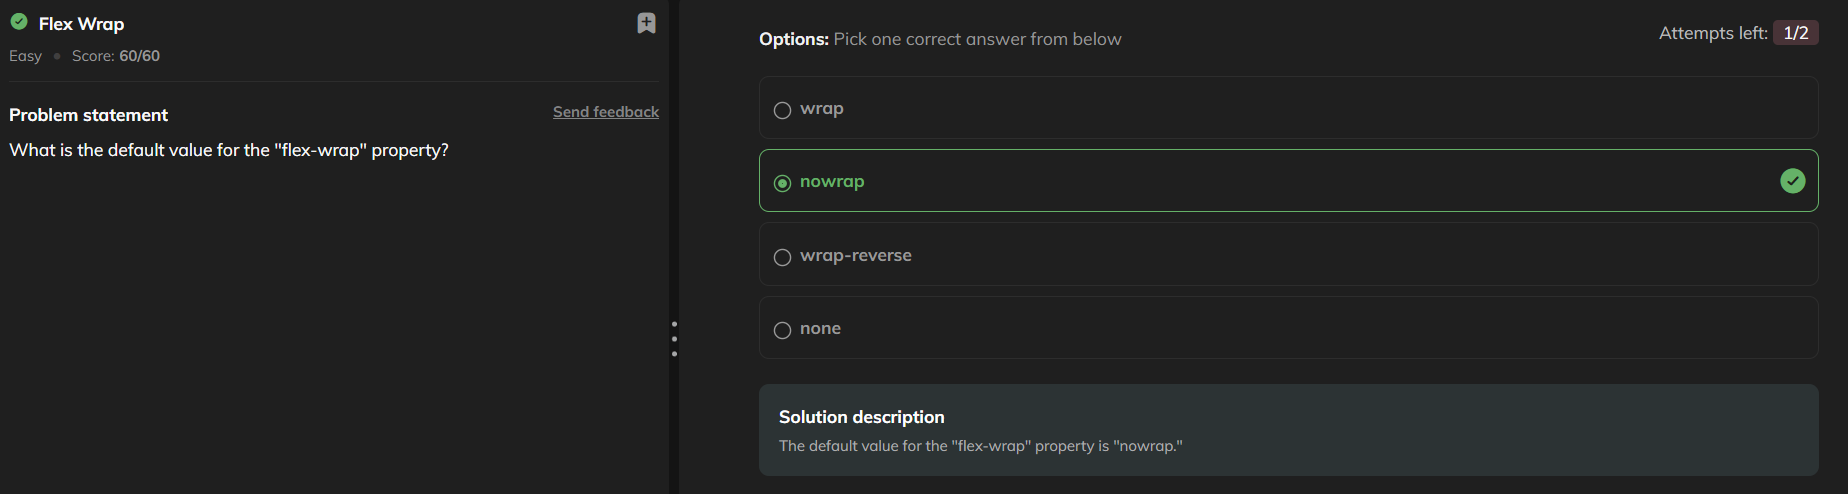 Flex Wrap
Easy • Score: 60/60
Problem statement
Send feedback
What is the default value for the "flex-wrap" property?
Options: Pick one correct answer from below
Attempts left: 1/2
wrap
nowrap
wrap-reverse
none
Solution description
The default value for the "flex-wrap" property is "nowrap."